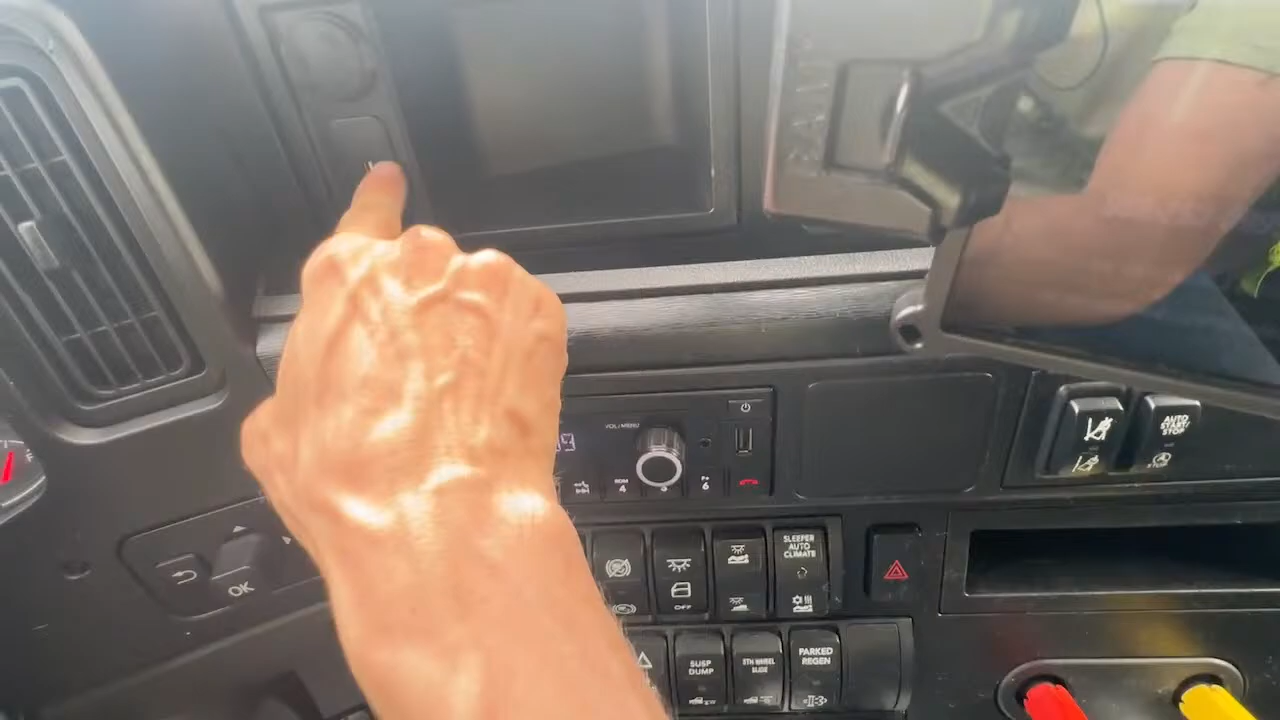 VOL/MENU
RDM
4
6
AUTO
START/
STOP
F
OK
OFF
SLEEPER
AUTO
CLIMATE
SUSP
DUMP
5TH WHEEL
SLIDE
PARKED
REGEN